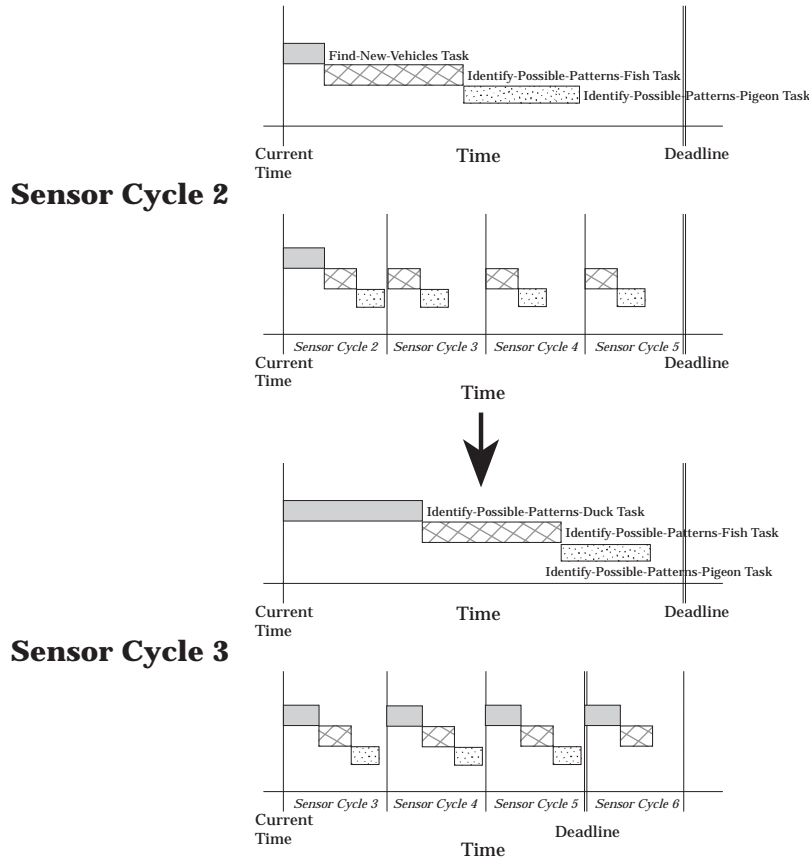 Find-New-Vehicles Task
Identify-Possible-Patterns-Fish Task
Identify-Possible-Patterns-Pigeon Task
Current
Time
Time
Deadline
Sensor Cycle 2
Sensor Cycle 2
Sensor Cycle 3
Sensor Cycle 4
Sensor Cycle 5
Current
Time
Deadline
Time
Identify-Possible-Patterns-Duck Task
Identify-Possible-Patterns-Fish Task
Identify-Possible-Patterns-Pigeon Task
Current
Time
Time
Deadline
Sensor Cycle 3
Sensor Cycle 3
Sensor Cycle 4
Sensor Cycle 5
Sensor Cycle 6
Current
Time
Deadline
Time